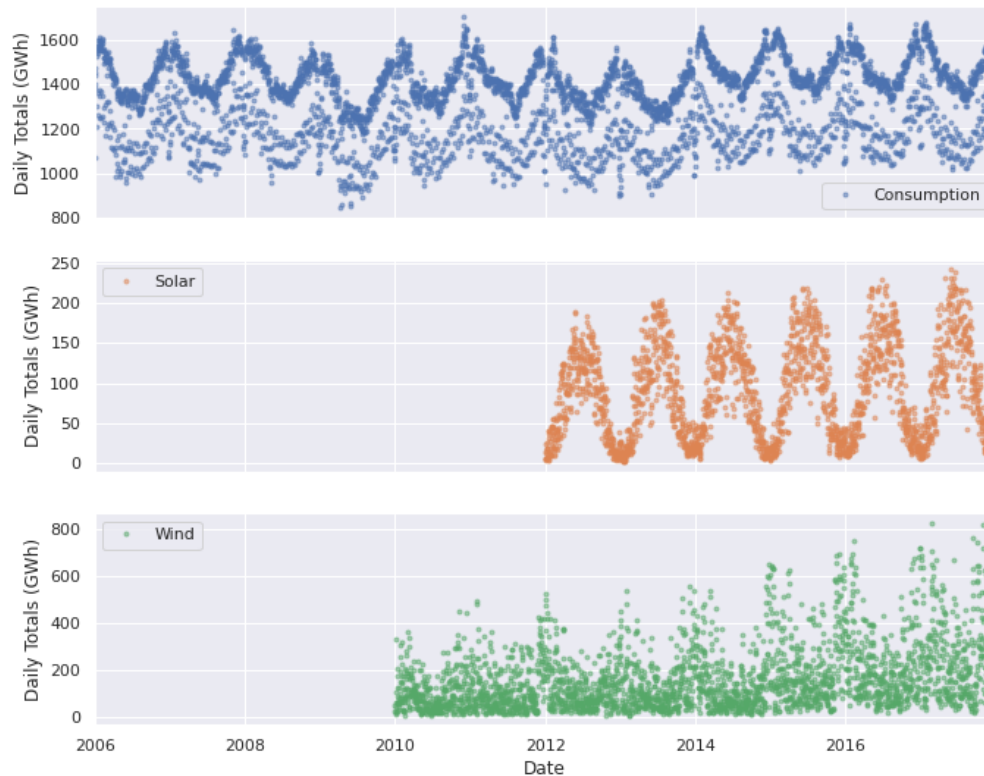 1600
1400
1200
1000
800
Daily Totals (GWh)
Consumption
250
200
150
100
50
0
Daily Totals (GWh)
Solar
800
600
400
200
0
Daily Totals (GWh)
Wind
2006 2008 2010 2012 2014 2016
Date